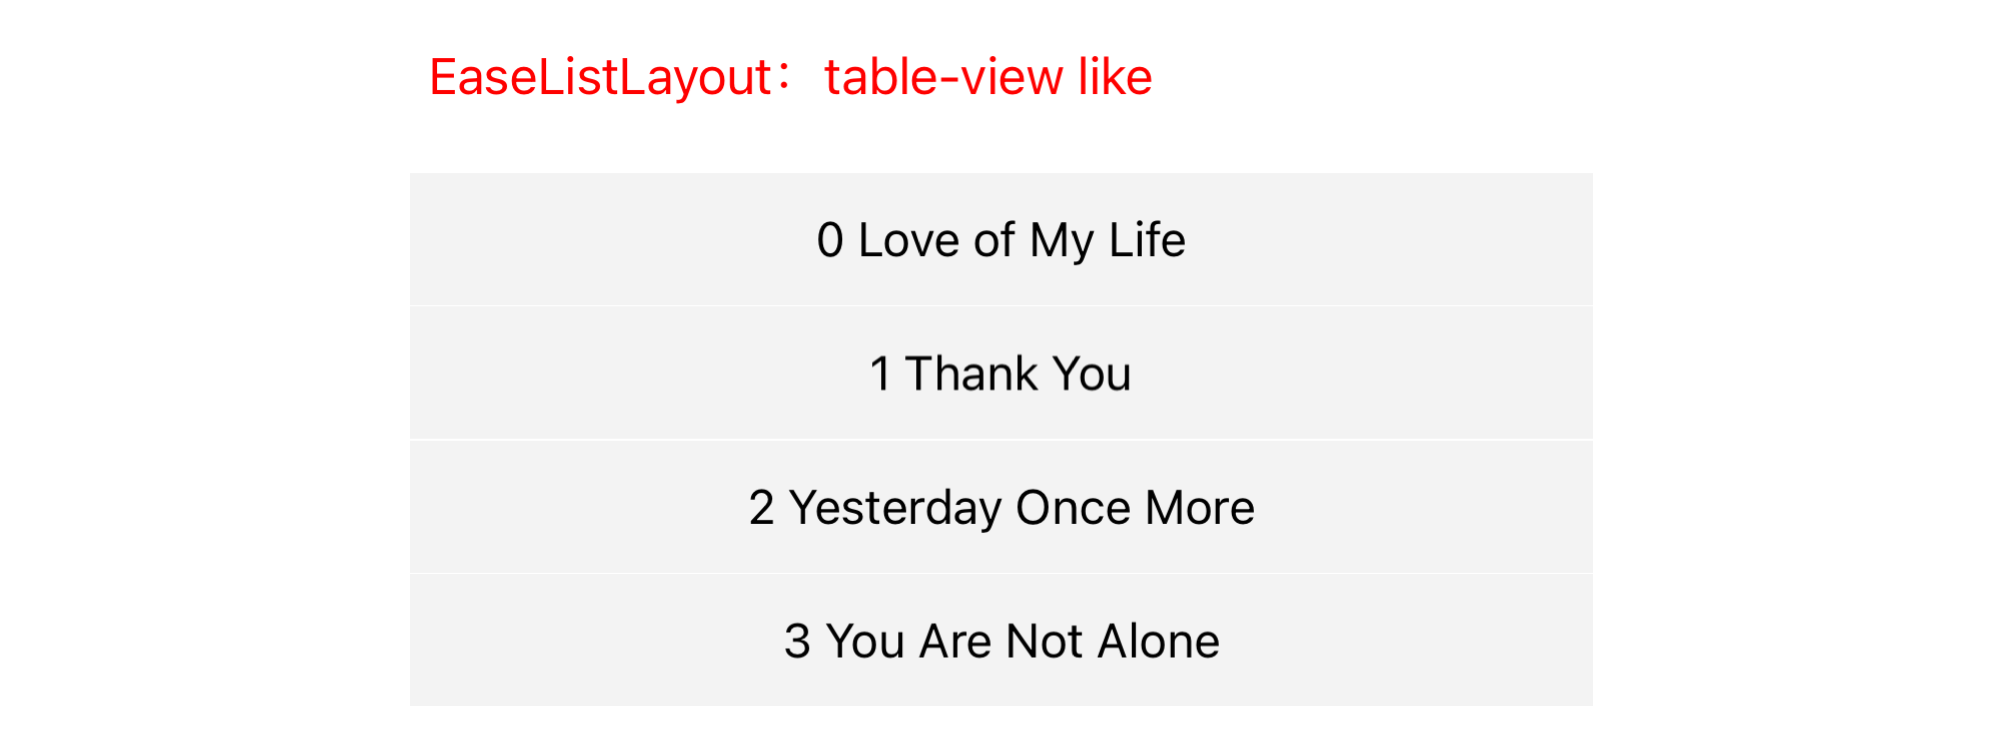 EaseListLayout：table-view like
0 Love of My Life
1 Thank You
2 Yesterday Once More
3 You Are Not Alone